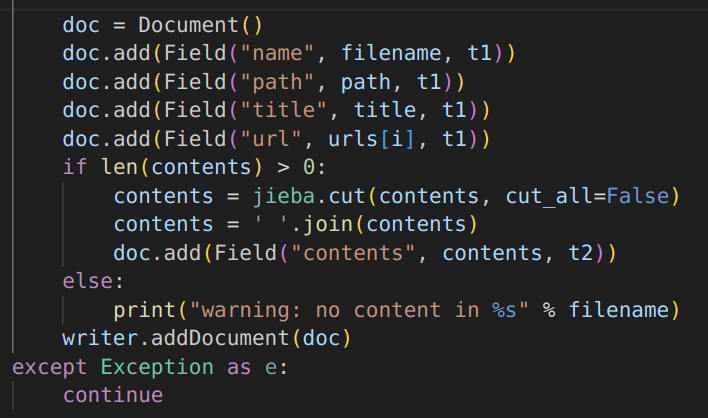 doc = Document()
doc.add(Field("name", filename, t1))
doc.add(Field("path", path, t1))
doc.add(Field("title", title, t1))
doc.add(Field("url", urls[i], t1))
if len(contents) > 0:
contents = jieba.cut(contents, cut_all=False)
contents = ' '.join(contents)
doc.add(Field("contents", contents, t2))
else:
print("warning: no content in %s" % filename)
writer.addDocument(doc)
except Exception as e:
continue